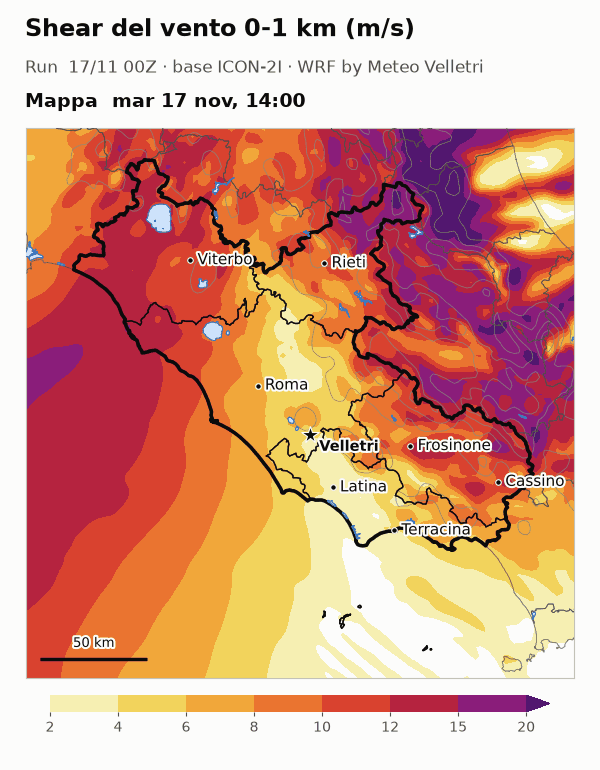 Shear del vento 0-1 km (m/s)
Run  17/11 00Z · base ICON-2I · WRF by Meteo Velletri
Mappa  mar 17 nov, 14:00
Viterbo
Rieti
Roma
Velletri
Frosinone
Cassino
Latina
Terracina
50 km
2 4 6 8 10 12 15 20